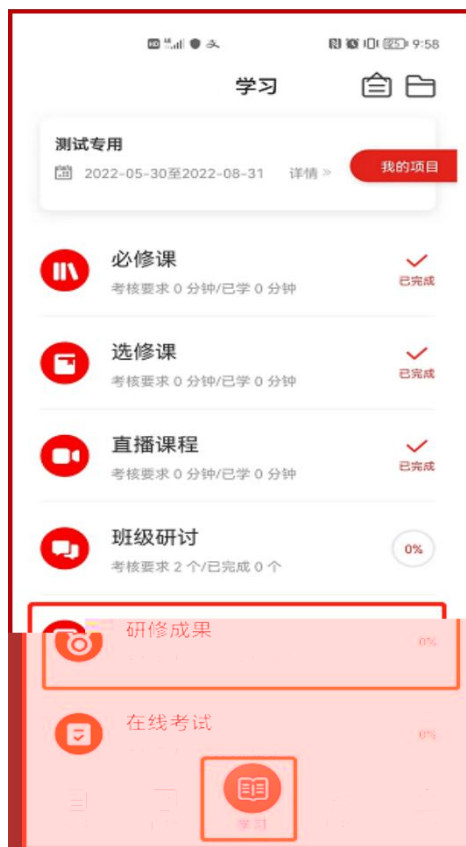 9:58
学习
测试专用
2022-05-30至2022-08-31 详情 »
我的项目
必修课
考核要求 0 分钟/已学 0 分钟
已完成
选修课
考核要求 0 分钟/已学 0 分钟
已完成
直播课程
考核要求 0 分钟/已学 0 分钟
已完成
班级研讨
考核要求 2 个/已完成 0 个
0%
研修成果
0%
在线考试
0%
学习